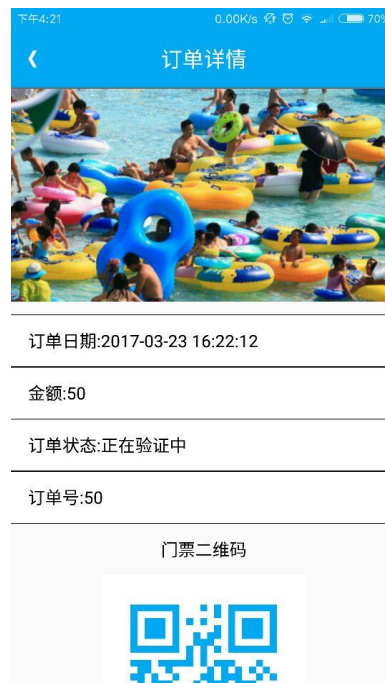 下午4:21 0.00K/s 70%
订单详情
订单日期:2017-03-23 16:22:12
金额:50
订单状态:正在验证中
订单号:50
门票二维码